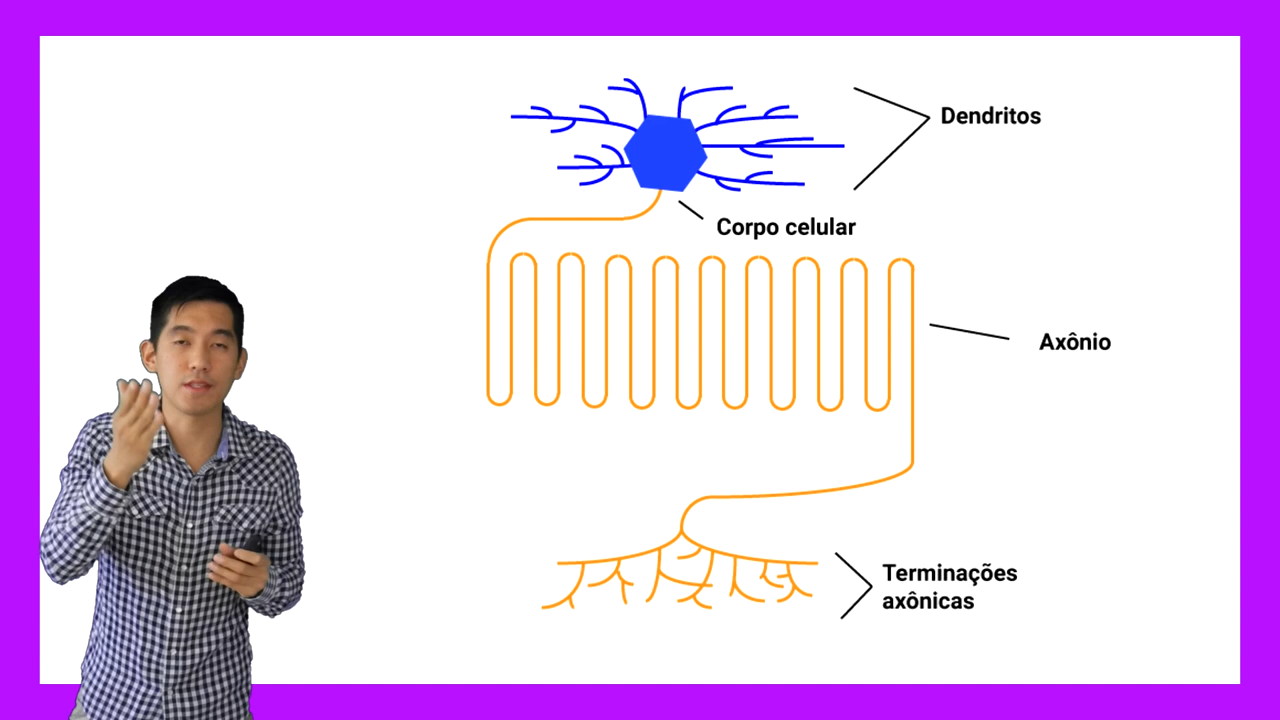 Dendritos
Corpo celular
Axônio
Terminações
axônicas